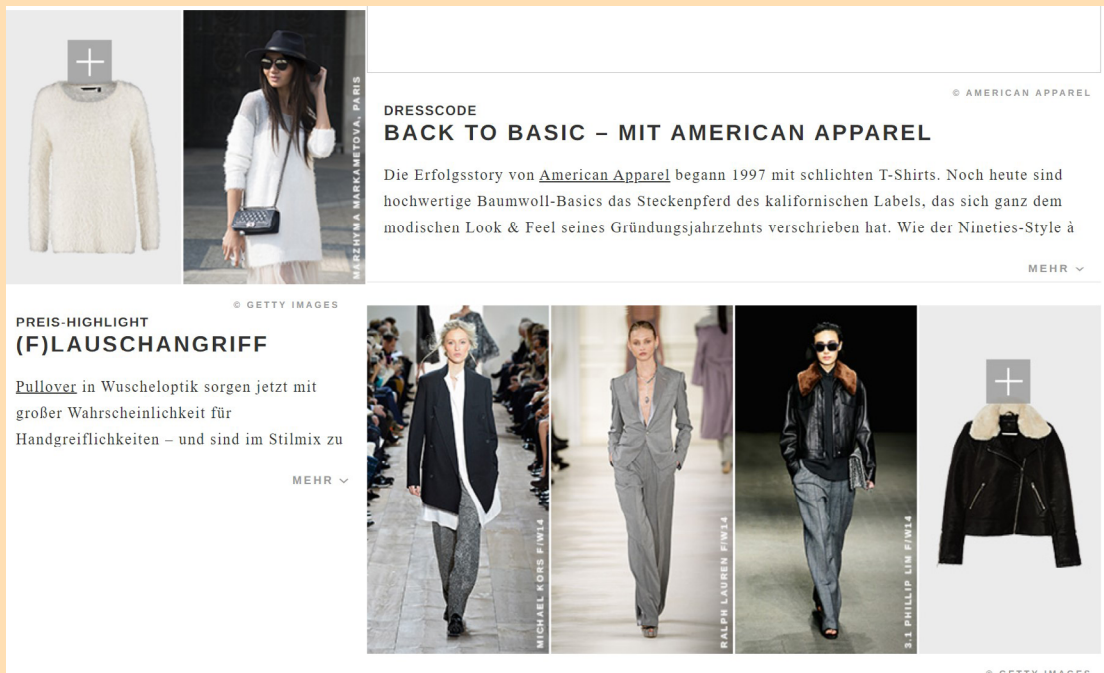 MARZHYMA MARKAMETOVA, PARIS
© GETTY IMAGES
PREIS-HIGHLIGHT
(F)LAUSCHANGRIFF
Pullover in Wuscheloptik sorgen jetzt mit
großer Wahrscheinlichkeit für
Handgreiflichkeiten – und sind im Stilmix zu
MEHR
© AMERICAN APPAREL
DRESSCODE
BACK TO BASIC – MIT AMERICAN APPAREL
Die Erfolgsstory von American Apparel begann 1997 mit schlichten T-Shirts. Noch heute sind
hochwertige Baumwoll-Basics das Steckenpferd des kalifornischen Labels, das sich ganz dem
modischen Look & Feel seines Gründungsjahrzehnts verschrieben hat. Wie der Nineties-Style à
MEHR
MICHAEL KORS F/W14
RALPH LAUREN F/W14
3.1 PHILLIP LIM F/W14
© GETTY IMAGES